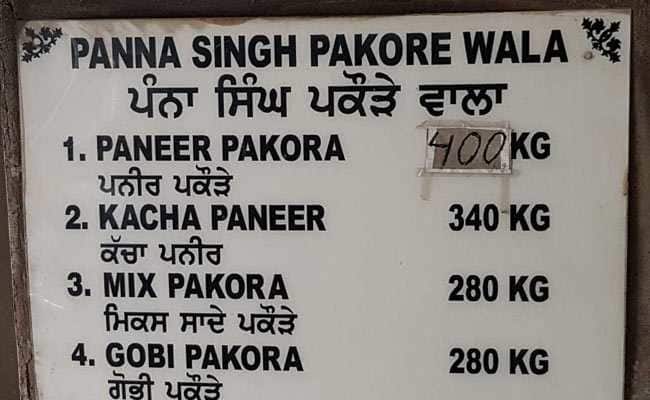 PANNA SINGH PAKORE WALA
ਪੰਨਾ ਸਿੰਘ ਪਕੌੜੇ ਵਾਲਾ
1. PANEER PAKORA 400 KG
ਪਨੀਰ ਪਕੌੜੇ
2. KACHA PANEER 340 KG
ਕੱਚਾ ਪਨੀਰ
3. MIX PAKORA 280 KG
ਮਿਕਸ ਸਾਦੇ ਪਕੌੜੇ
4. GOBI PAKORA 280 KG
ਗੋਭੀ ਪਕੌੜੇ